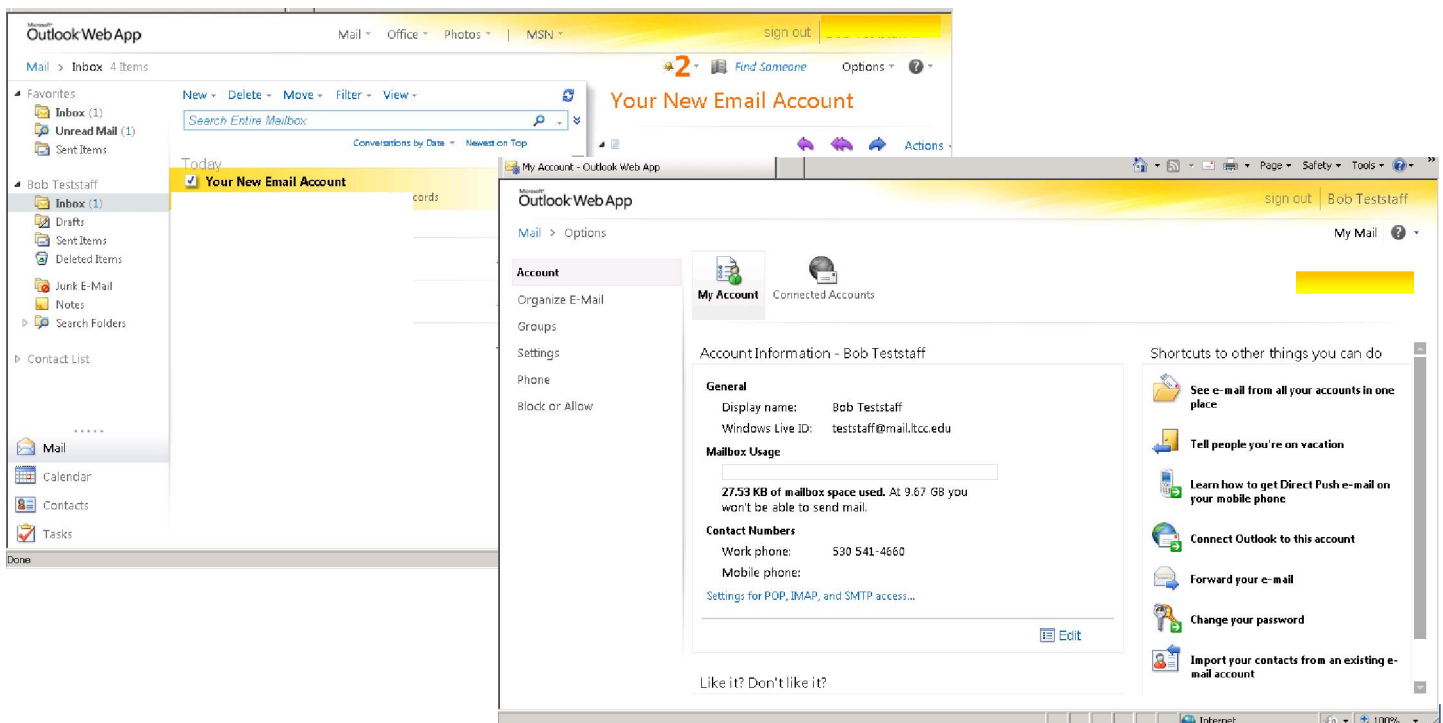 Microsoft®
Outlook Web App
Mail Office Photos | MSN
sign out
Mail > Inbox 4 Items
2 Find Someone Options
Favorites
Inbox (1)
Unread Mail (1)
Sent Items
Bob Teststaff
Inbox (1)
Drafts
Sent Items
Deleted Items
Junk E-Mail
Notes
Search Folders
Contact List
Mail
Calendar
Contacts
Tasks
Done
New Delete Move Filter View
Search Entire Mailbox
Conversations by Date Newest on Top
Today
Your New Email Account
cords
Your New Email Account
Actions
My Account - Outlook Web App
Page Safety Tools
Microsoft®
Outlook Web App
sign out Bob Teststaff
Mail > Options
My Mail
Account
Organize E-Mail
Groups
Settings
Phone
Block or Allow
My Account Connected Accounts
Account Information - Bob Teststaff
General
Display name: Bob Teststaff
Windows Live ID: teststaff@mail.ltcc.edu
Mailbox Usage
27.53 KB of mailbox space used. At 9.67 GB you
won't be able to send mail.
Contact Numbers
Work phone: 530 541-4660
Mobile phone:
Settings for POP, IMAP, and SMTP access...
Edit
Like it? Don't like it?
Shortcuts to other things you can do
See e-mail from all your accounts in one
place
Tell people you're on vacation
Learn how to get Direct Push e-mail on
your mobile phone
Connect Outlook to this account
Forward your e-mail
Change your password
Import your contacts from an existing e-
mail account
Internet 100%